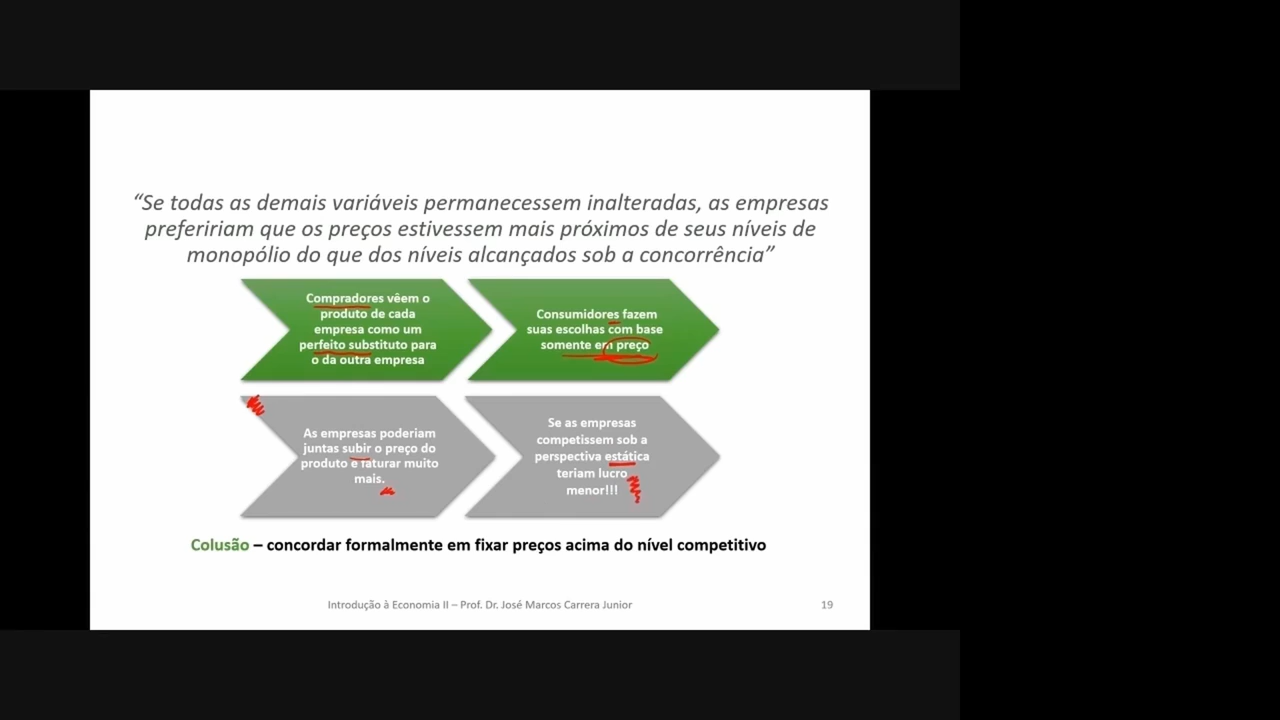 “Se todas as demais variáveis permanecessem inalteradas, as empresas
prefeririam que os preços estivessem mais próximos de seus níveis de
monopólio do que dos níveis alcançados sob a concorrência”
Compradores vêem o
produto de cada
empresa como um
perfeito substituto para
o da outra empresa
Consumidores fazem
suas escolhas com base
somente em preço
As empresas poderiam
juntas subir o preço do
produto e faturar muito
mais.
Se as empresas
competissem sob a
perspectiva estática
teriam lucro
menor!!!
Colusão – concordar formalmente em fixar preços acima do nível competitivo
Introdução à Economia II – Prof. Dr. José Marcos Carrera Junior
19